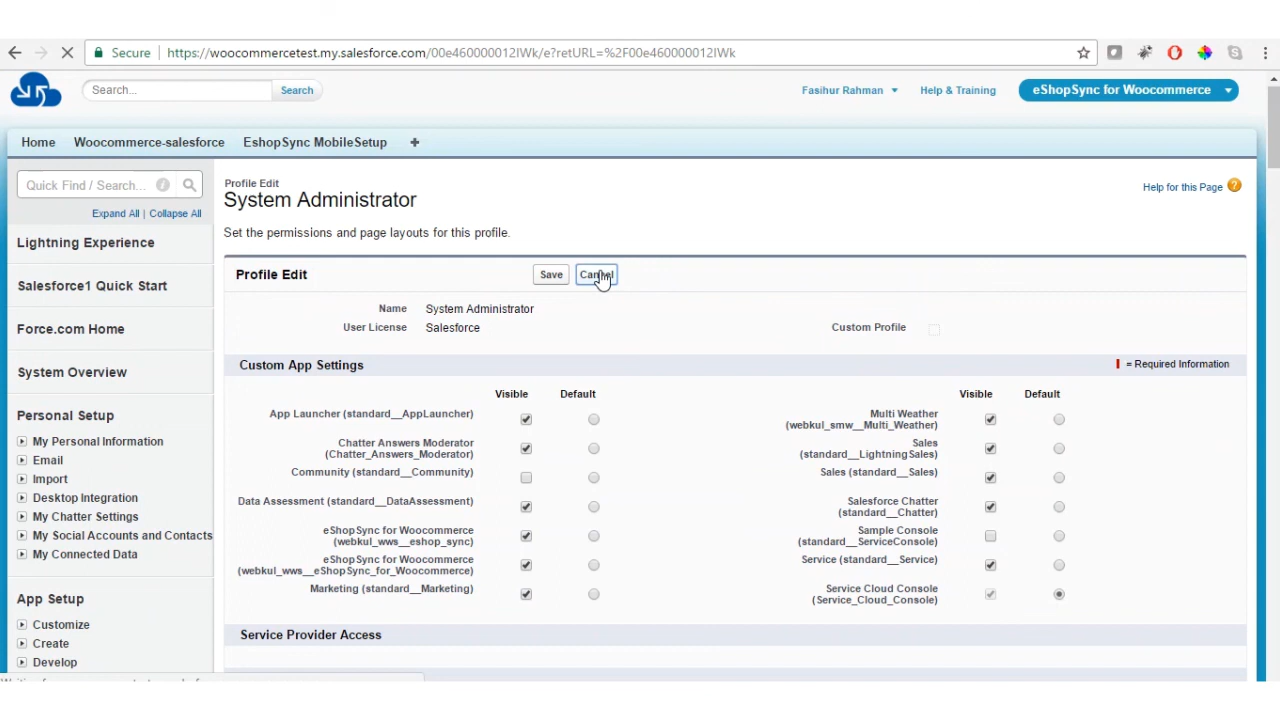 Secure https://woocommercetest.my.salesforce.com/00e460000012IWk/e?retURL=%2F00e460000012IWk
Search... Search Fasihur Rahman Help & Training eShopSync for Woocommerce
Home Woocommerce-salesforce EshopSync MobileSetup +
Quick Find / Search... i
Expand All | Collapse All
Lightning Experience
Salesforce1 Quick Start
Force.com Home
System Overview
Personal Setup
My Personal Information
Email
Import
Desktop Integration
My Chatter Settings
My Social Accounts and Contacts
My Connected Data
App Setup
Customize
Create
Develop
Profile Edit
System Administrator
Help for this Page ?
Set the permissions and page layouts for this profile.
Profile Edit Save Cancel
Name System Administrator
User License Salesforce Custom Profile
Custom App Settings = Required Information
Visible Default Visible Default
App Launcher (standard__AppLauncher)
Chatter Answers Moderator
(Chatter_Answers_Moderator)
Community (standard__Community)
Data Assessment (standard__DataAssessment)
eShopSync for Woocommerce
(webkul_wws__eshop_sync)
eShopSync for Woocommerce
(webkul_wws__eShopSync_for_Woocommerce)
Marketing (standard__Marketing)
Multi Weather
(webkul_smw__Multi_Weather)
Sales
(standard__LightningSales)
Sales (standard__Sales)
Salesforce Chatter
(standard__Chatter)
Sample Console
(standard__ServiceConsole)
Service (standard__Service)
Service Cloud Console
(Service_Cloud_Console)
Service Provider Access